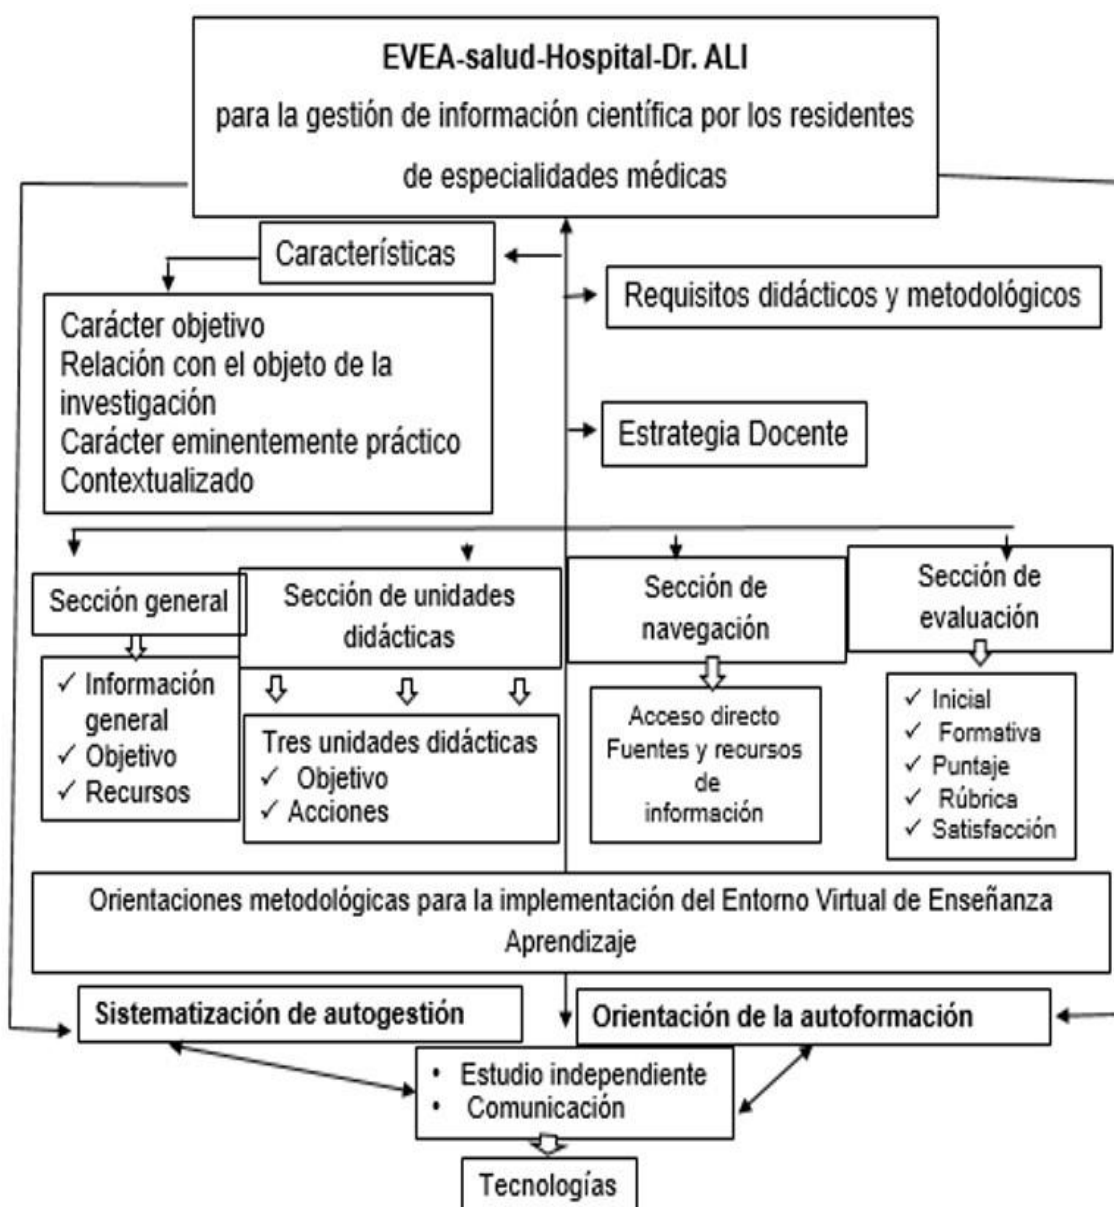 EVEA-salud-Hospital-Dr. ALI
para la gestión de información científica por los residentes
de especialidades médicas
Características
Requisitos didácticos y metodológicos
Carácter objetivo
Relación con el objeto de la
investigación
Carácter eminentemente práctico
Contextualizado
Estrategia Docente
Sección general
✓ Información
general
✓ Objetivo
✓ Recursos
Sección de unidades
didácticas
Tres unidades didácticas
✓ Objetivo
✓ Acciones
Sección de
navegación
Acceso directo
Fuentes y recursos
de
información
Sección de
evaluación
✓ Inicial
✓ Formativa
✓ Puntaje
✓ Rúbrica
✓ Satisfacción
Orientaciones metodológicas para la implementación del Entorno Virtual de Enseñanza
Aprendizaje
Sistematización de autogestión
Orientación de la autoformación
• Estudio independiente
• Comunicación
Tecnologías